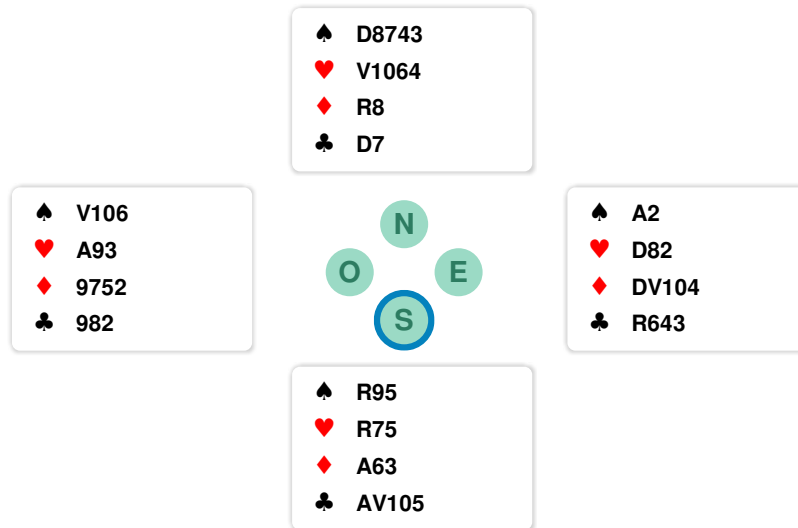 ♠ D8743
♥ V1064
♦ R8
♣ D7
♠ V106
♥ A93
♦ 9752
♣ 982
N
O E
S
♠ A2
♥ D82
♦ DV104
♣ R643
♠ R95
♥ R75
♦ A63
♣ AV105